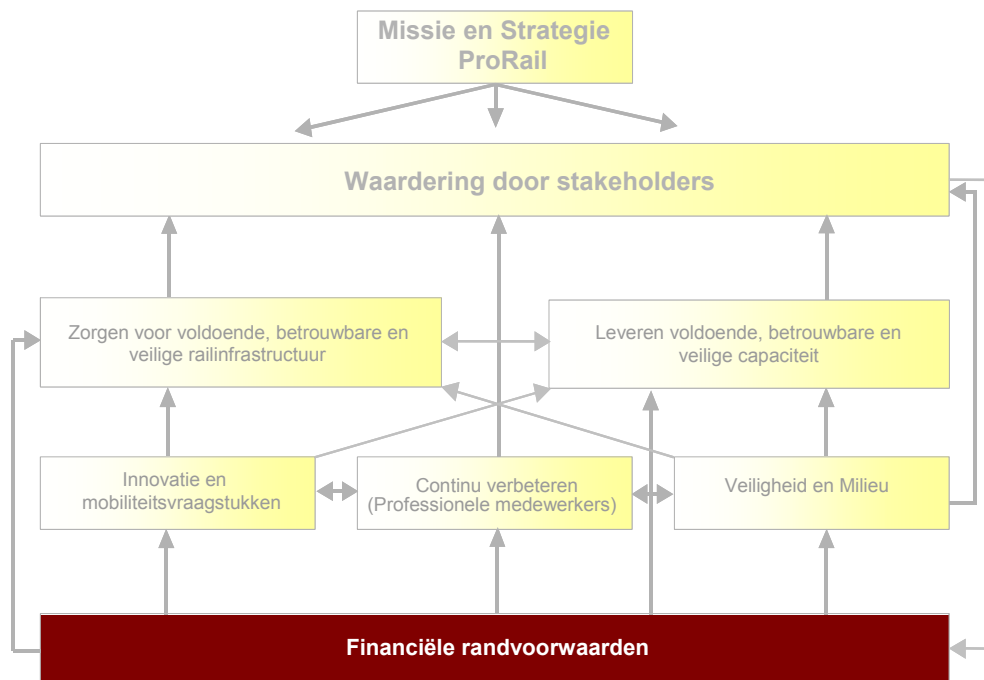 Missie en Strategie
ProRail
Waardering door stakeholders
Zorgen voor voldoende, betrouwbare en
veilige railinfrastructuur
Leveren voldoende, betrouwbare en
veilige capaciteit
Innovatie en
mobiliteitsvraagstukken
Continu verbeteren
(Professionele medewerkers)
Veiligheid en Milieu
Financiële randvoorwaarden